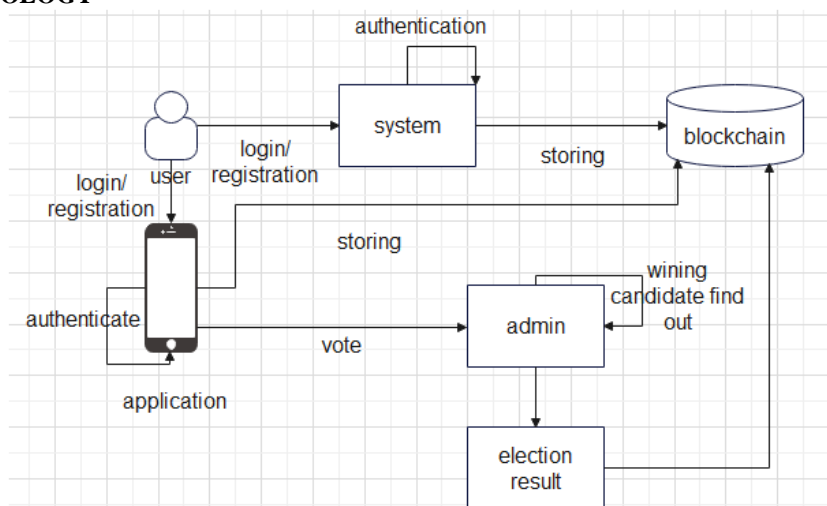 OLOGY
authentication
system
blockchain
login/
registration
storing
user
login/
registration
storing
wining
candidate find
out
authenticate
admin
vote
application
election
result